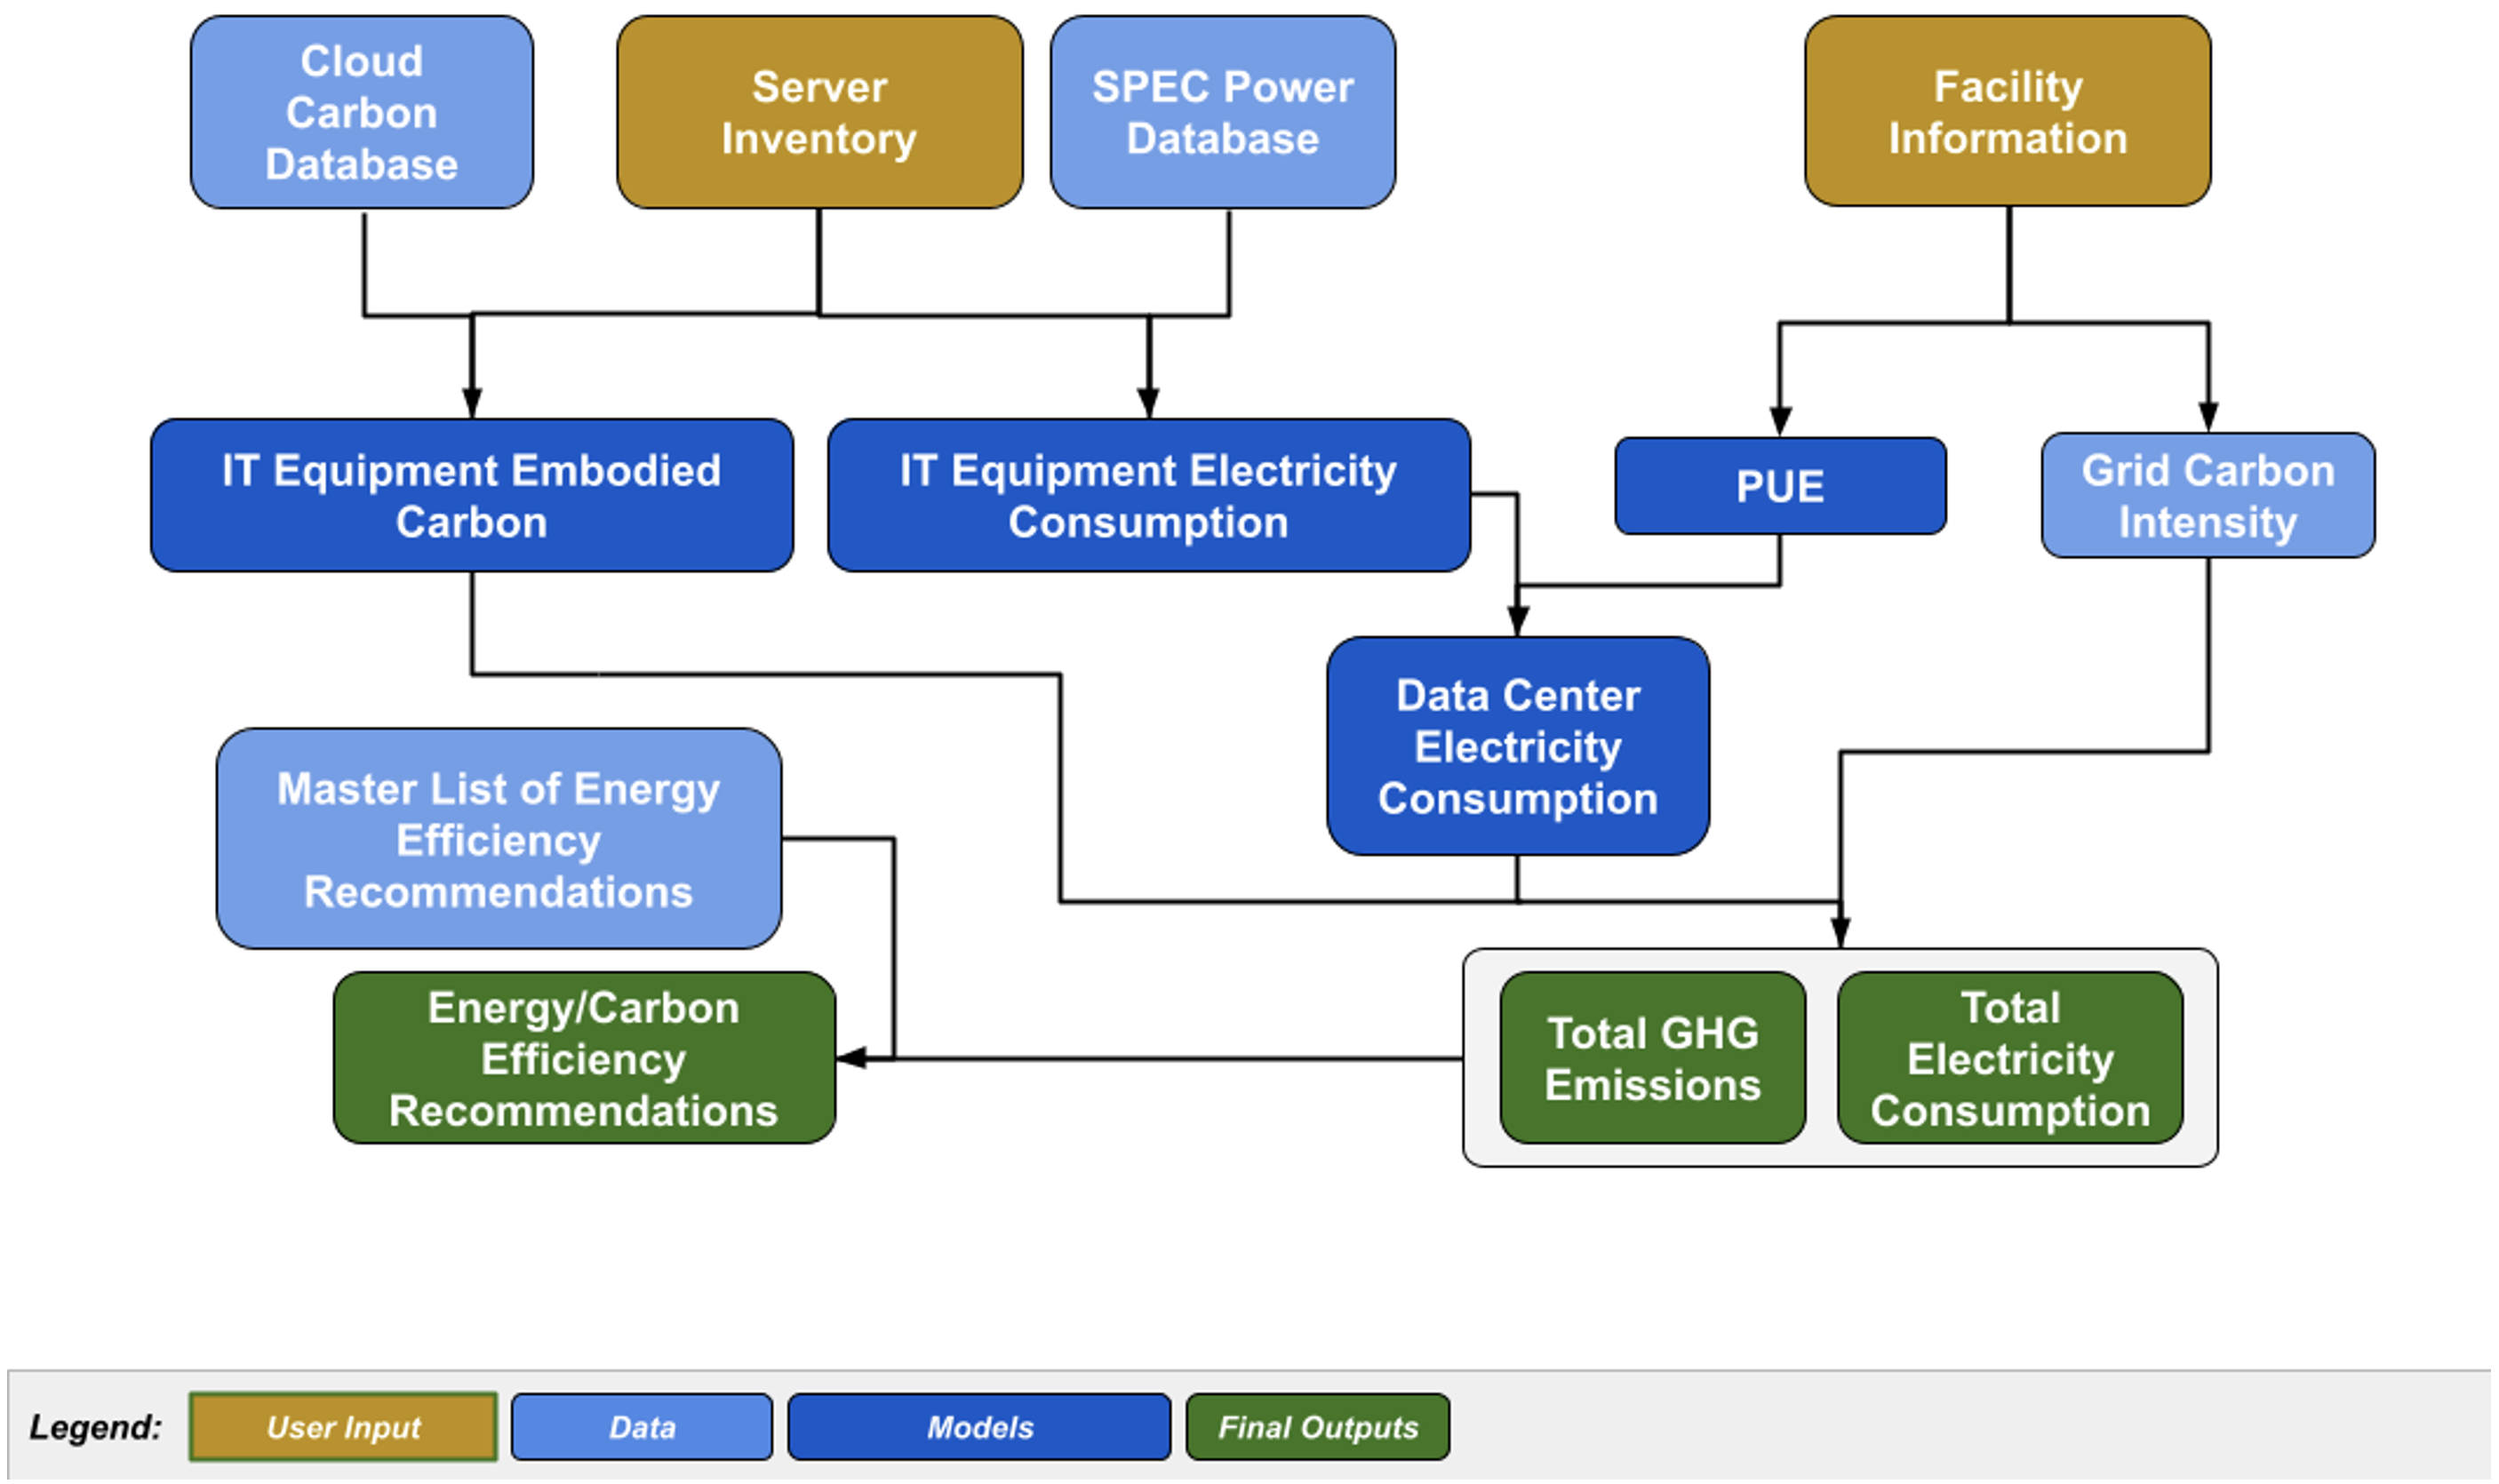 Cloud
Carbon
Database
Server
Inventory
SPEC Power
Database
Facility
Information
IT Equipment Embodied
Carbon
IT Equipment Electricity
Consumption
PUE
Grid Carbon
Intensity
Data Center
Electricity
Consumption
Master List of Energy
Efficiency
Recommendations
Energy/Carbon
Efficiency
Recommendations
Total GHG
Emissions
Total
Electricity
Consumption
Legend:
User Input
Data
Models
Final Outputs